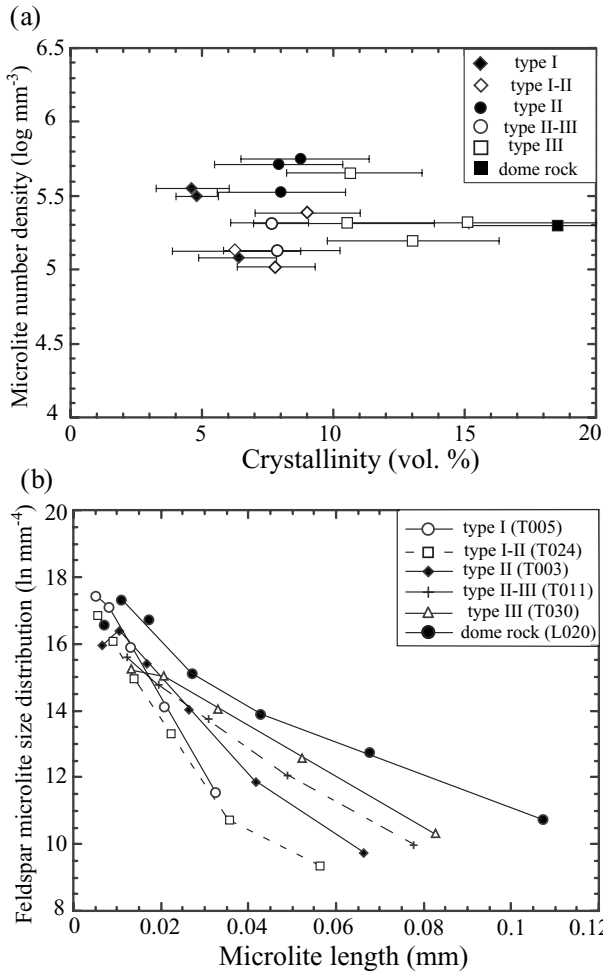 (a)
Microlite number density (log mm⁻³)
6.5
6
5.5
5
4.5
4
type I
type I-II
type II
type II-III
type III
dome rock
0 5 10 15 20
Crystallinity (vol. %)
(b)
Feldspar microlite size distribution (ln mm⁻⁴)
20
18
16
14
12
10
8
type I (T005)
type I-II (T024)
type II (T003)
type II-III (T011)
type III (T030)
dome rock (L020)
0 0.02 0.04 0.06 0.08 0.1 0.12
Microlite length (mm)